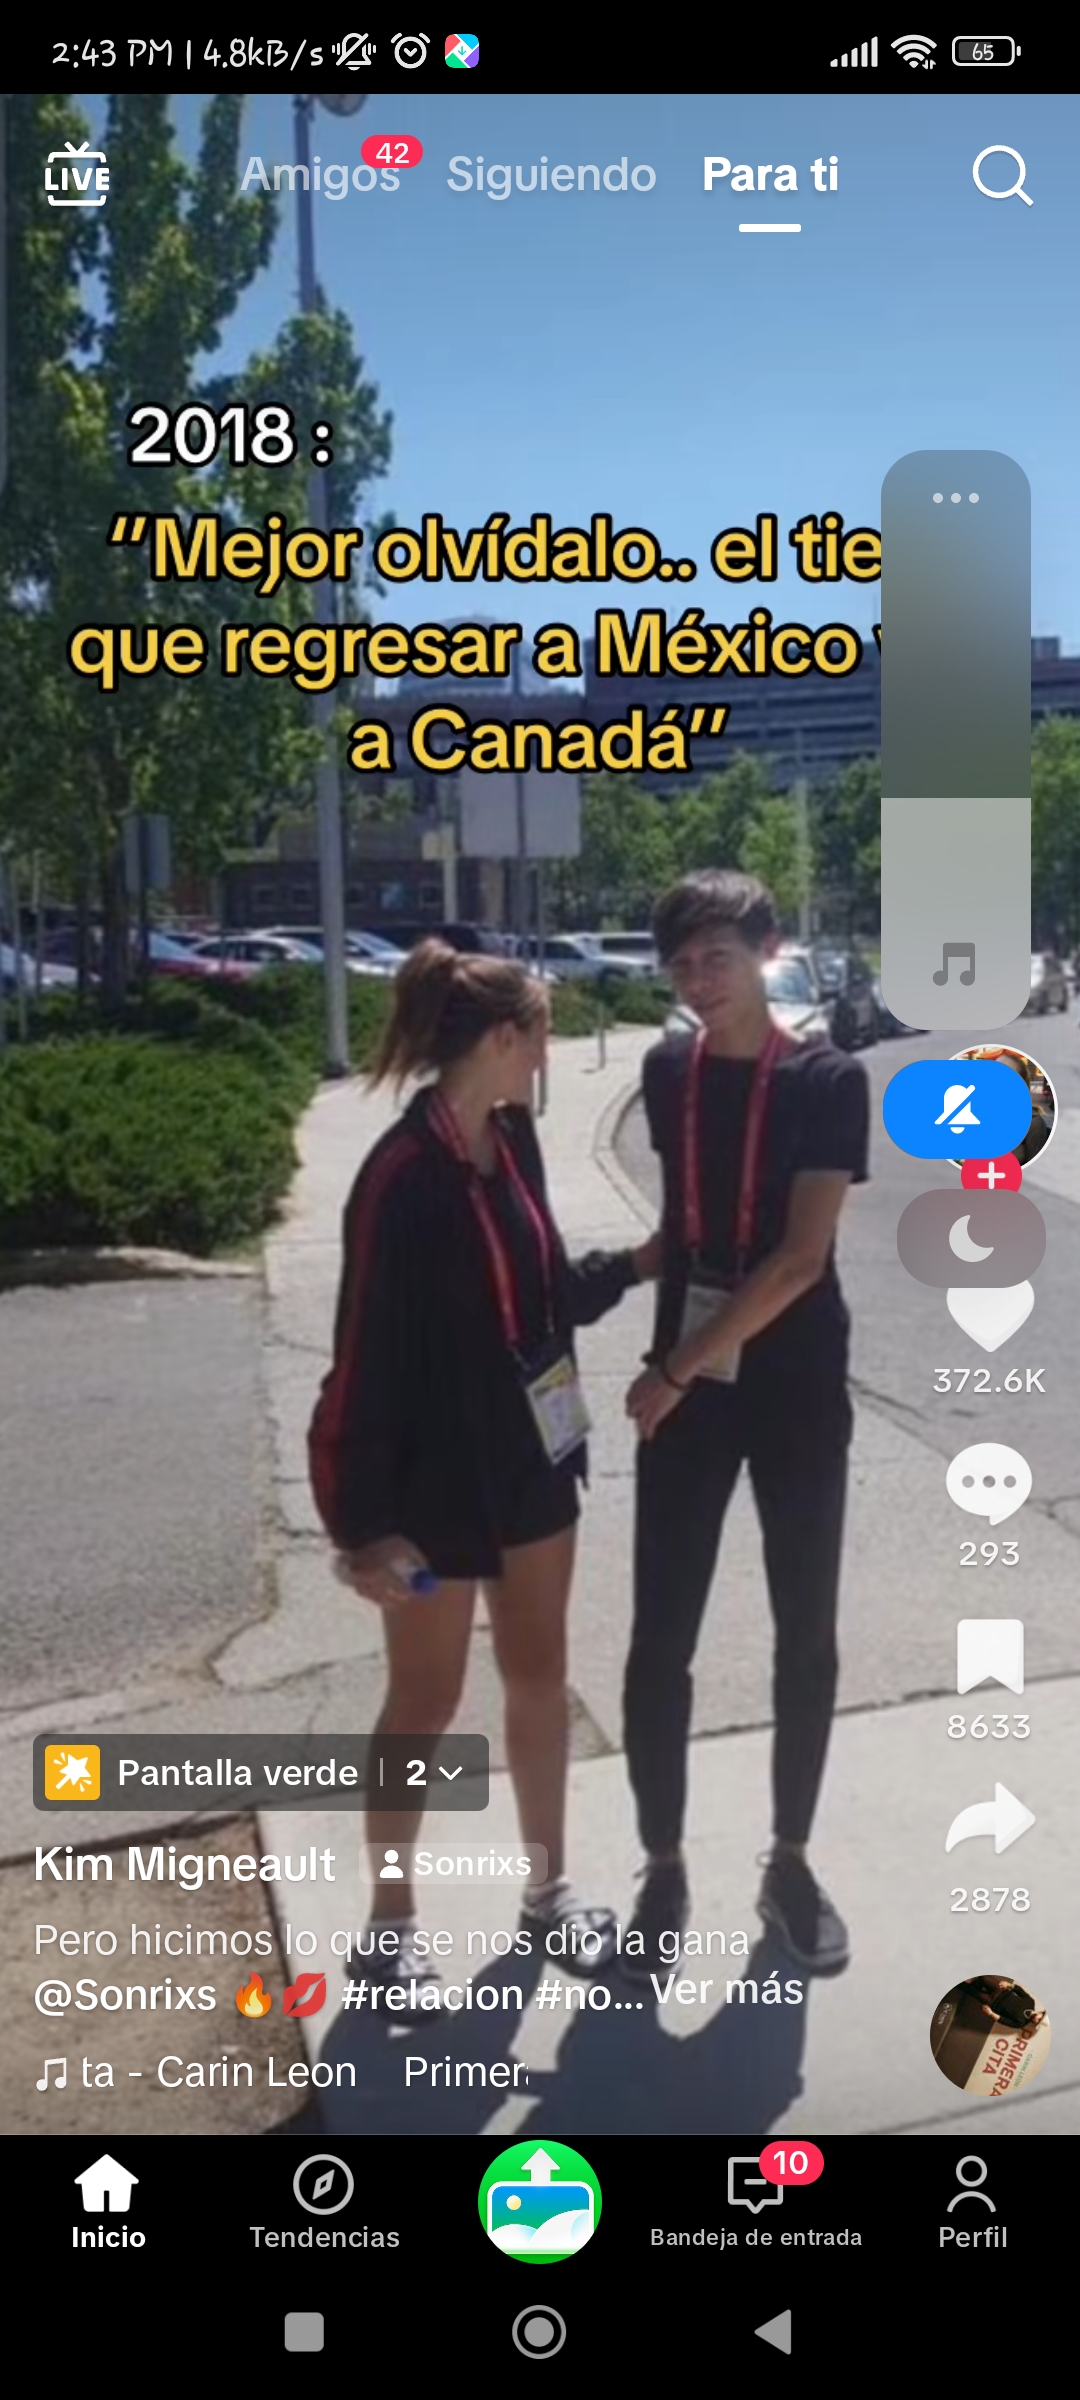 2:43 PM | 4.8kB/s
65
LIVE
Amigos 42 Siguiendo Para ti
2018 :
“Mejor olvídalo.. el
que regresar a México
a Canadá”
372.6K
293
8633
2878
Pantalla verde | 2
Kim Migneault Sonrixs
Pero hicimos lo que se nos dio la gana
@Sonrixs 🔥💋 #relacion #no... Ver más
ta - Carin Leon
PRIMERA
CITA
Inicio
Tendencias
10
Bandeja de entrada
Perfil